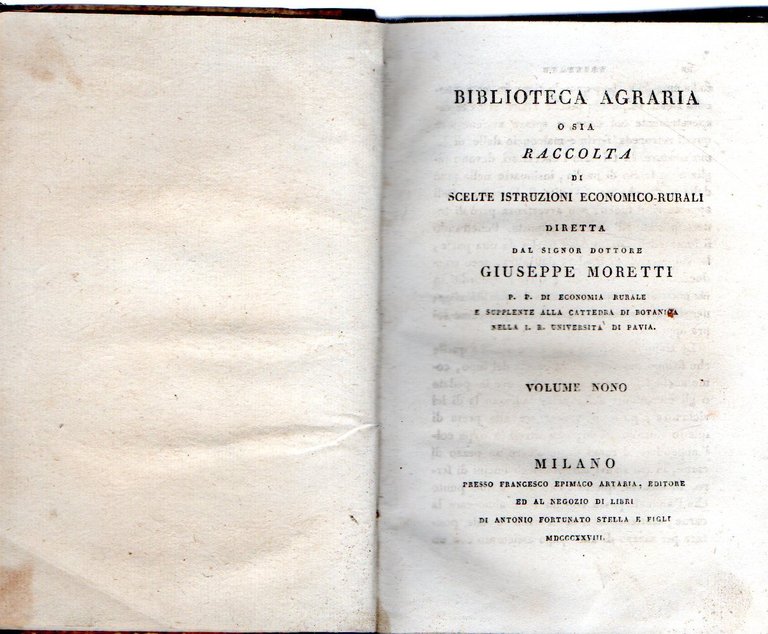 BIBLIOTECA AGRARIA
O SIA
RACCOLTA
DI
SCELTE ISTRUZIONI ECONOMICO-RURALI
DIRETTA
DAL SIGNOR DOTTORE
GIUSEPPE MORETTI
P. P. DI ECONOMIA RURALE
E SUPPLENTE ALLA CATTEDRA DI BOTANICA
NELLA I. R. UNIVERSITA' DI PAVIA.
VOLUME NONO
MILANO
PRESSO FRANCESCO EPIMACO ARTARIA, EDITORE
ED AL NEGOZIO DI LIBRI
DI ANTONIO FORTUNATO STELLA E FIGLI
MDCCCXXVIII.